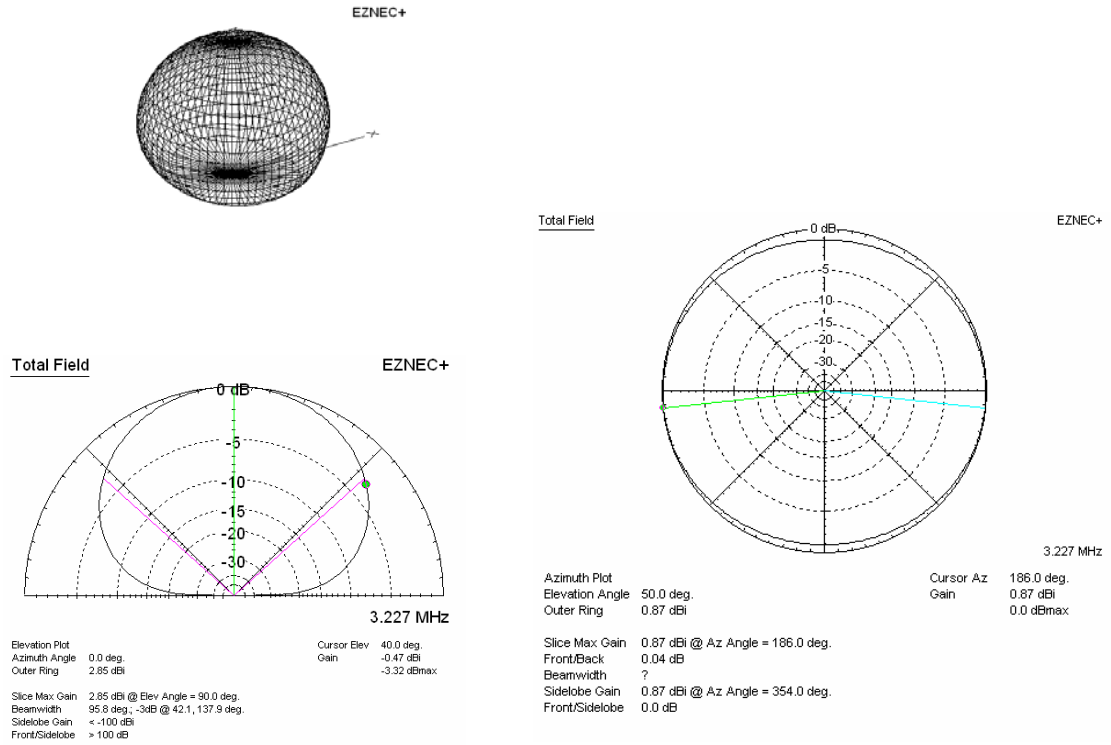 EZNEC+
Total Field EZNEC+
0 dB
-5
-10
-15
-20
-30
3.227 MHz
Elevation Plot Cursor Elev 40.0 deg.
Azimuth Angle 0.0 deg. Gain -0.47 dBi
Outer Ring 2.85 dBi -3.32 dBmax
Slice Max Gain 2.85 dBi @ Elev Angle = 90.0 deg.
Beamwidth 95.8 deg.; -3dB @ 42.1, 137.9 deg.
Sidelobe Gain < -100 dBi
Front/Sidelobe > 100 dB
Total Field EZNEC+
0 dB
-5
-10
-15
-20
-30
3.227 MHz
Azimuth Plot Cursor Az 186.0 deg.
Elevation Angle 50.0 deg. Gain 0.87 dBi
Outer Ring 0.87 dBi 0.0 dBmax
Slice Max Gain 0.87 dBi @ Az Angle = 186.0 deg.
Front/Back 0.04 dB
Beamwidth ?
Sidelobe Gain 0.87 dBi @ Az Angle = 354.0 deg.
Front/Sidelobe 0.0 dB